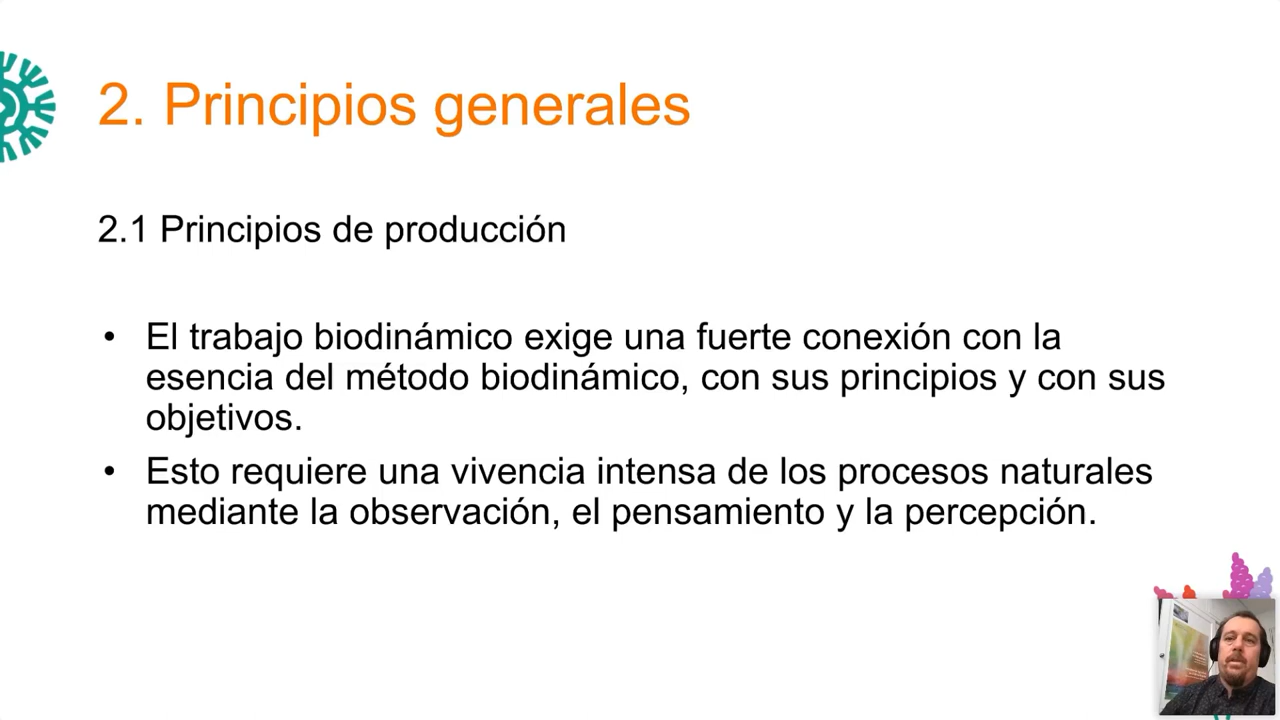 2. Principios generales
2.1 Principios de producción
• El trabajo biodinámico exige una fuerte conexión con la
esencia del método biodinámico, con sus principios y con sus
objetivos.
• Esto requiere una vivencia intensa de los procesos naturales
mediante la observación, el pensamiento y la percepción.